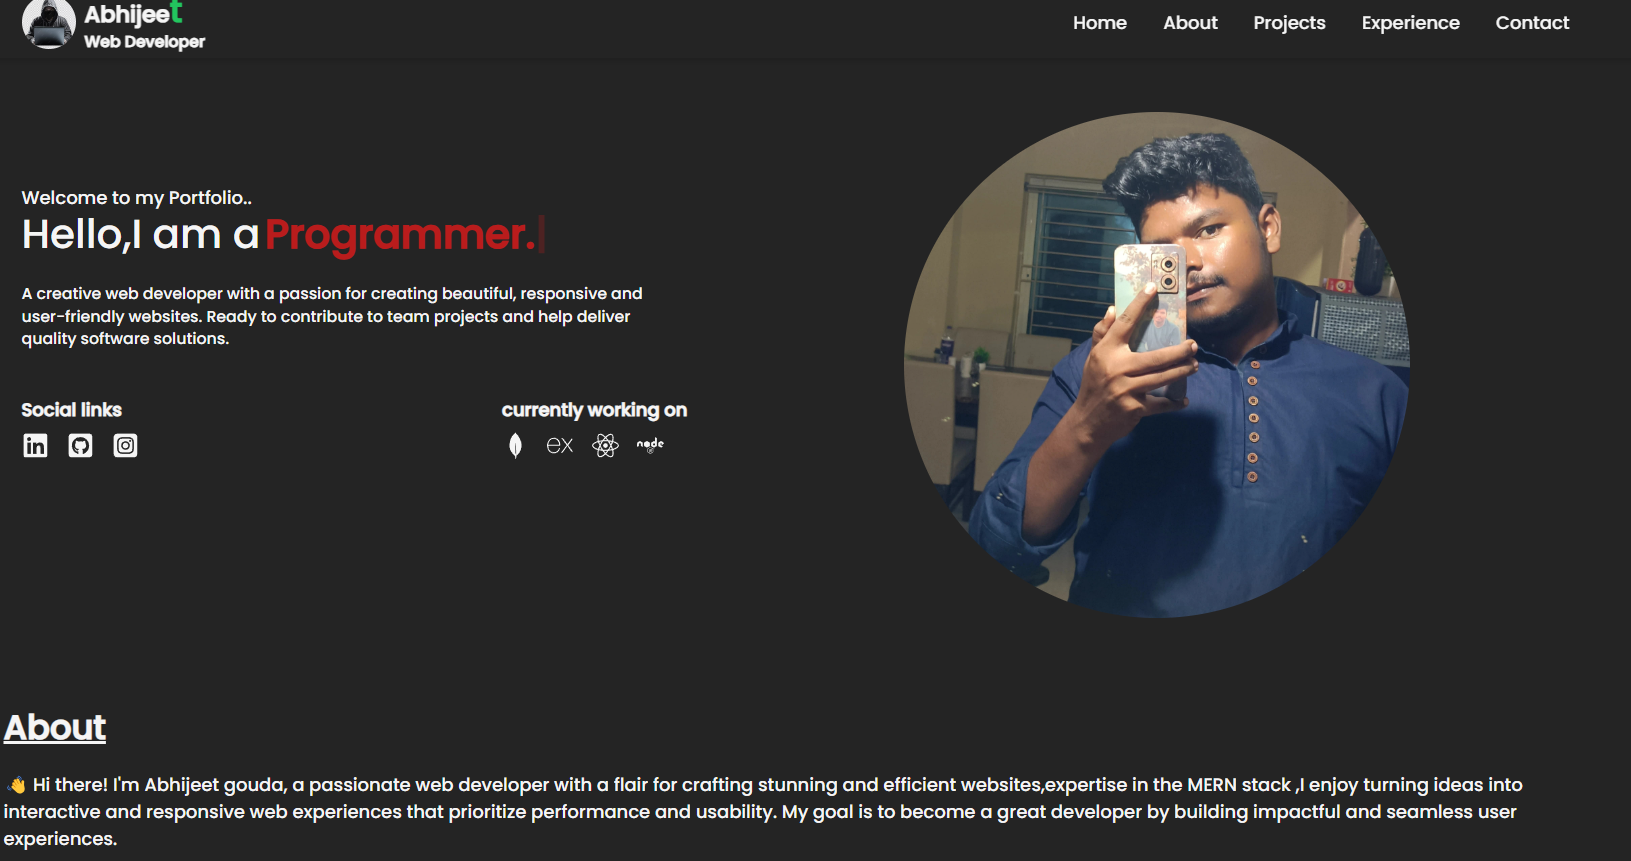 Abhijeet
Web Developer
Home About Projects Experience Contact
Welcome to my Portfolio..
Hello,I am a Programmer.
A creative web developer with a passion for creating beautiful, responsive and
user-friendly websites. Ready to contribute to team projects and help deliver
quality software solutions.
Social links
currently working on
in
ex
node
About
👋 Hi there! I'm Abhijeet gouda, a passionate web developer with a flair for crafting stunning and efficient websites,expertise in the MERN stack ,I enjoy turning ideas into
interactive and responsive web experiences that prioritize performance and usability. My goal is to become a great developer by building impactful and seamless user
experiences.